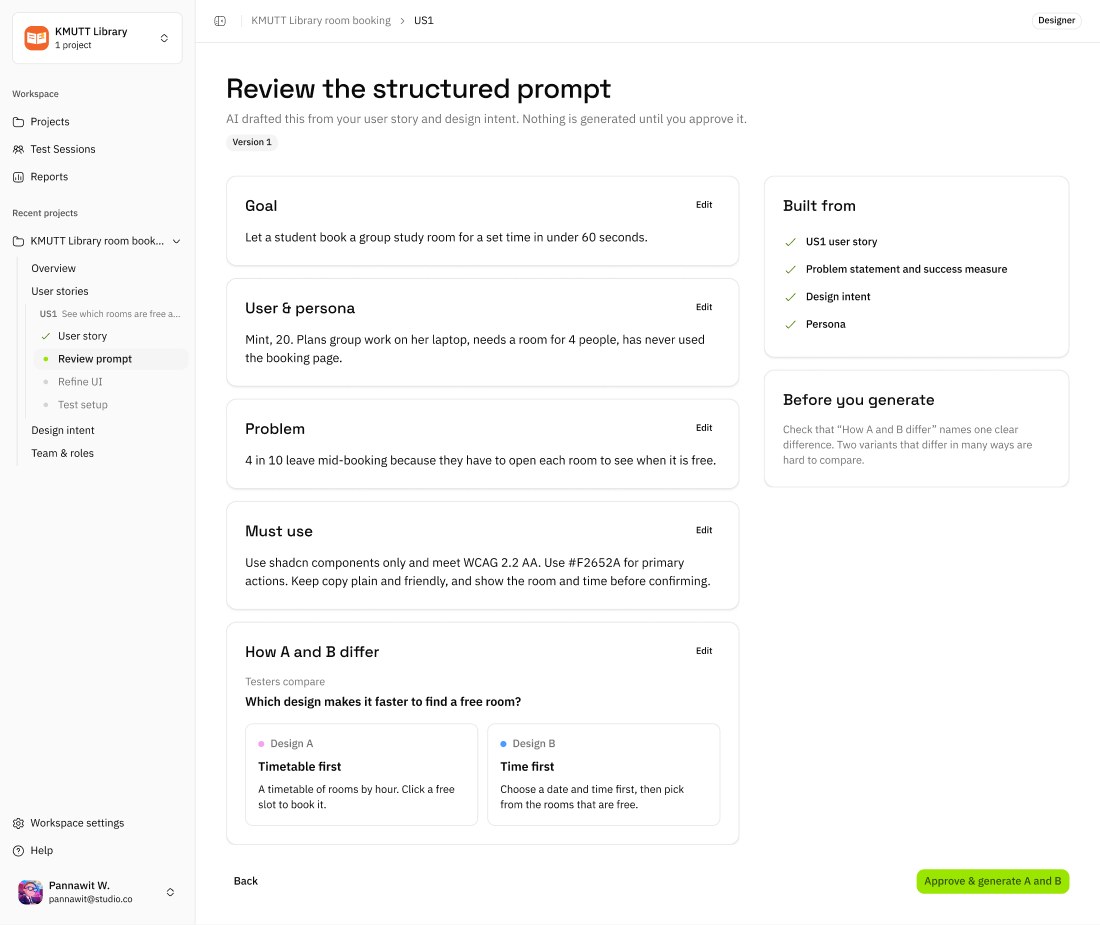 KMUTT Library
1 project
Workspace
Projects
Test Sessions
Reports
Recent projects
KMUTT Library room book...
Overview
User stories
US1 See which rooms are free a...
User story
Review prompt
Refine UI
Test setup
Design intent
Team & roles
Workspace settings
Help
Pannawit W.
pannawit@studio.co
KMUTT Library room booking > US1
Designer
Review the structured prompt
AI drafted this from your user story and design intent. Nothing is generated until you approve it.
Version 1
Goal
Edit
Let a student book a group study room for a set time in under 60 seconds.
User & persona
Edit
Mint, 20. Plans group work on her laptop, needs a room for 4 people, has never used
the booking page.
Problem
Edit
4 in 10 leave mid-booking because they have to open each room to see when it is free.
Must use
Edit
Use shadcn components only and meet WCAG 2.2 AA. Use #F2652A for primary
actions. Keep copy plain and friendly, and show the room and time before confirming.
How A and B differ
Edit
Testers compare
Which design makes it faster to find a free room?
Design A
Timetable first
A timetable of rooms by hour. Click a free
slot to book it.
Design B
Time first
Choose a date and time first, then pick
from the rooms that are free.
Built from
US1 user story
Problem statement and success measure
Design intent
Persona
Before you generate
Check that “How A and B differ” names one clear
difference. Two variants that differ in many ways are
hard to compare.
Back
Approve & generate A and B